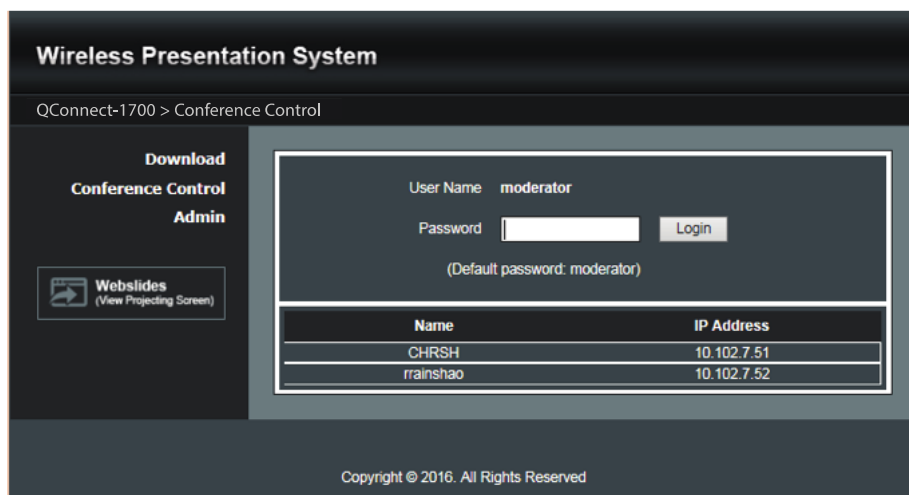 Wireless Presentation System
QConnect-1700 > Conference Control
Download
Conference Control
Admin
Webslides
(View Projecting Screen)
User Name moderator
Password Login
(Default password: moderator)
Name IP Address
CHRSH 10.102.7.51
rrainshao 10.102.7.52
Copyright © 2016. All Rights Reserved